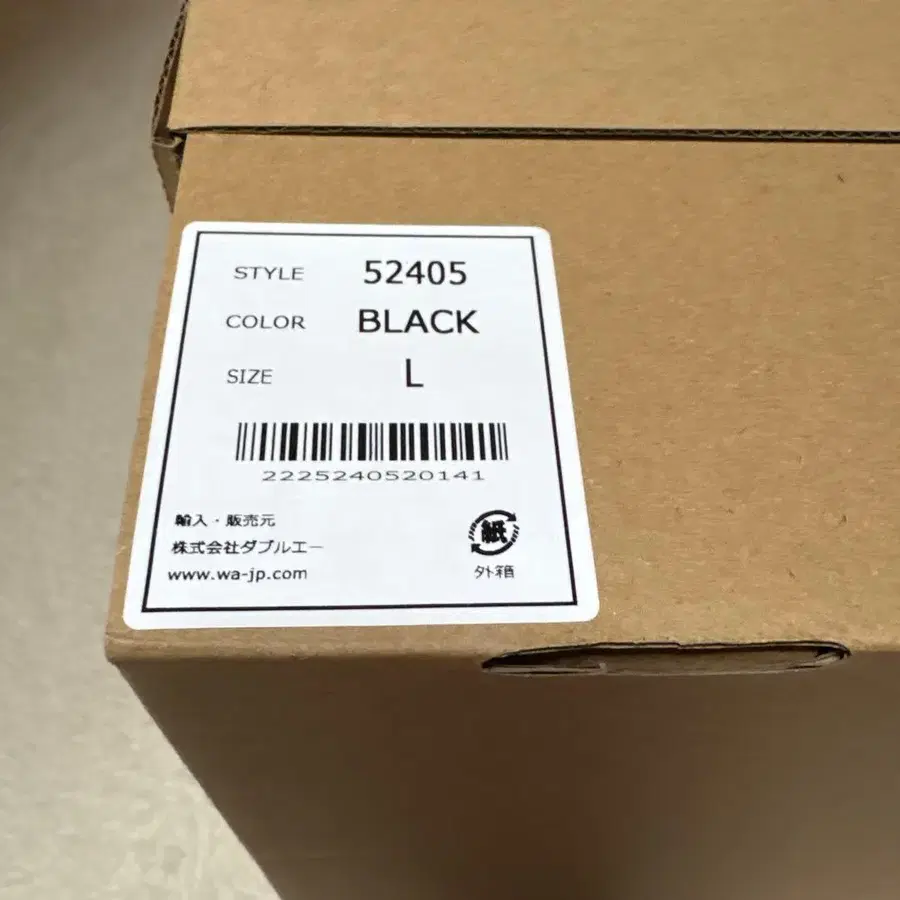 STYLE 52405
COLOR BLACK
SIZE L
2225240520141
輸入・販売元
株式会社ダブルエー
www.wa-jp.com
紙
外箱